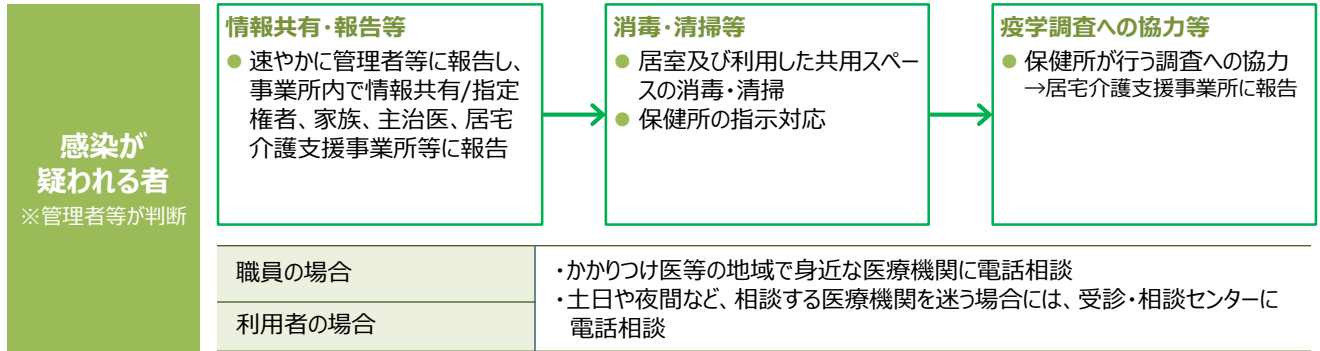 感染が
疑われる者
※管理者等が判断
情報共有・報告等
● 速やかに管理者等に報告し、
事業所内で情報共有/指定
権者、家族、主治医、居宅
介護支援事業所等に報告
消毒・清掃等
● 居室及び利用した共用スペー
スの消毒・清掃
● 保健所の指示対応
疫学調査への協力等
● 保健所が行う調査への協力
→居宅介護支援事業所に報告
職員の場合
利用者の場合
・かかりつけ医等の地域で身近な医療機関に電話相談
・土日や夜間など、相談する医療機関を迷う場合には、受診・相談センターに
電話相談